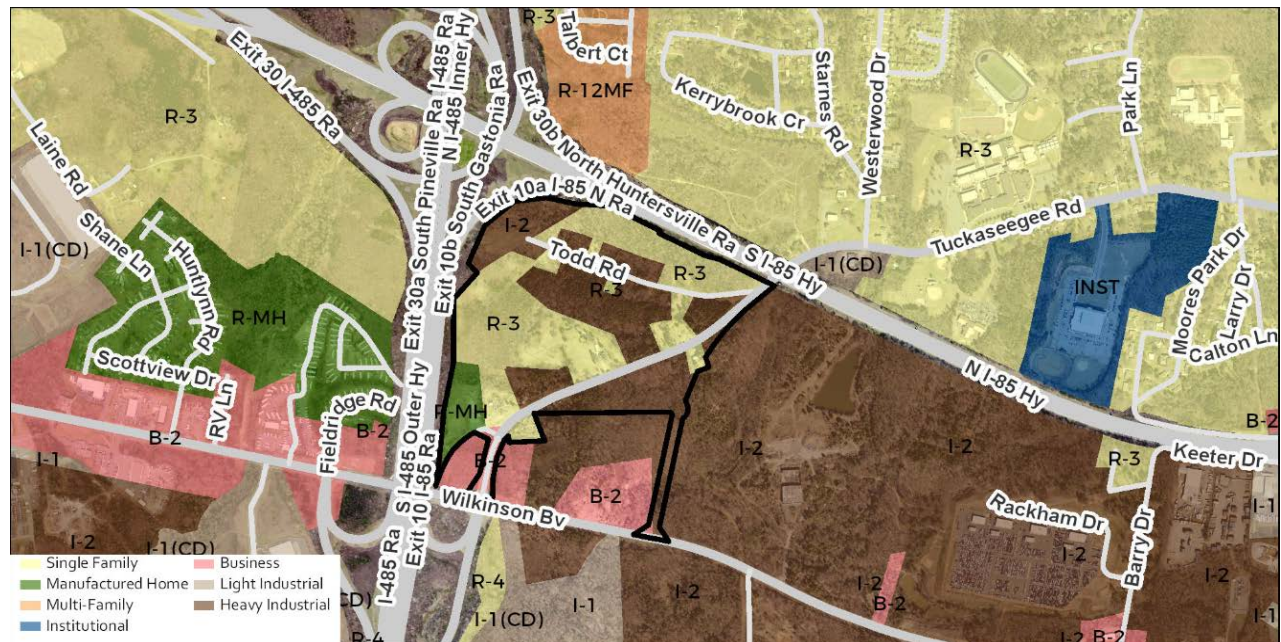 R-3
Talbert Ct
R-12MF
Kerrybrook Cr
Starnes Rd
Westerwood Dr
Park Ln
R-3
Exit 30 I-485 Ra
R-3
Exit 30a South Pineville Ra I-485 Ra
N I-485 Inner Hy
Exit 10b South Gastonia Ra
Exit 30b North Huntersville Ra
S I-85 Hy
Exit 10a I-85 N Ra
I-2
Todd Rd
R-3
R-3
R-3
I-1(CD)
Tuckaseegee Rd
INST
Moores Park Dr
Larry Dr
Calton Ln
Laine Rd
Shane Ln
Huntlynn Rd
I-1(CD)
R-MH
Scottview Dr
RV Ln
B-2
Fieldridge Rd
B-2
S I-485 Outer Hy
Exit 10 I-85 Ra
I-485 Ra
R-MH
B-2
B-2
Wilkinson Bv
I-2
I-2
N I-85 Hy
B-2
R-3
Keeter Dr
Rackham Dr
Barry Dr
I-2
I-1
I-1
I-2
I-1(CD)
CD)
R-4
R-4
I-1(CD)
I-1
I-2
I-2
B-2
I-2
I-2
B-2
I-1
Single Family
Manufactured Home
Multi-Family
Institutional
Business
Light Industrial
Heavy Industrial